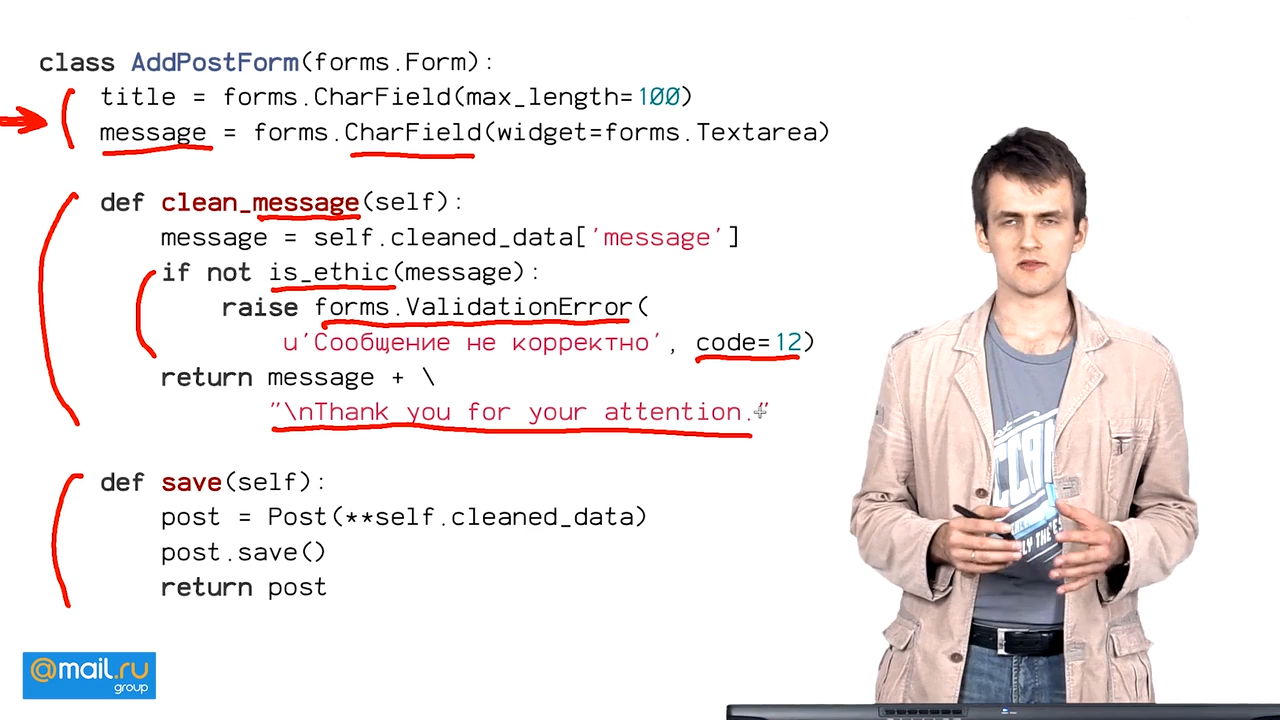 class AddPostForm(forms.Form):
title = forms.CharField(max_length=100)
message = forms.CharField(widget=forms.Textarea)
def clean_message(self):
message = self.cleaned_data['message']
if not is_ethic(message):
raise forms.ValidationError(
u'Сообщение не корректно', code=12)
return message + \
"\nThank you for your attention."
def save(self):
post = Post(**self.cleaned_data)
post.save()
return post
@mail.ru
group